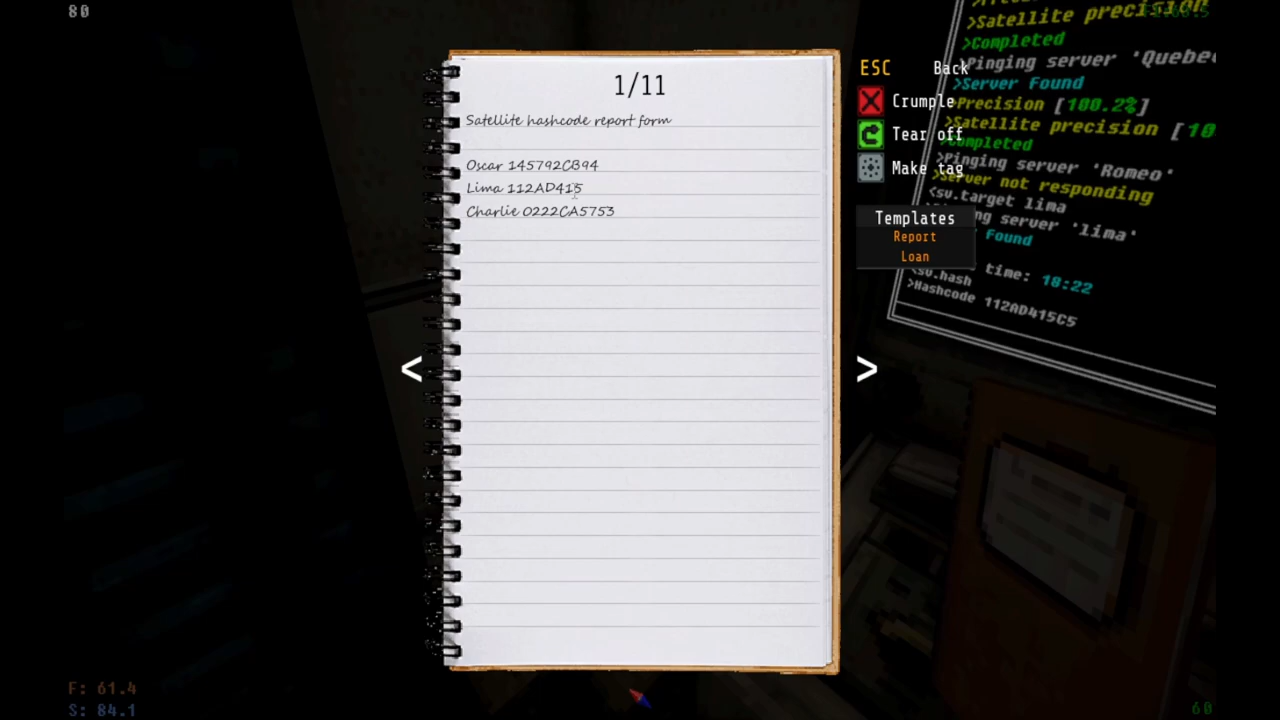 80
1/11
Satellite hashcode report form
Oscar 145792CB94
Lima 112AD415
Charlie 0222CA5753
ESC Back
Crumple
Tear off
Make tag
Templates
Report
Loan
>Satellite precision
>Completed
>Pinging server 'Quebec
>Server Found
>Precision [100.2%]
>Satellite precision [10
>Completed
>Pinging server 'Romeo'
>Server not responding
<sv.target lima
ng server 'lima'
Found
time: 18:22
<sv.hash
>Hashcode 112AD415C5
<
>
F: 61.4
S: 84.1
60